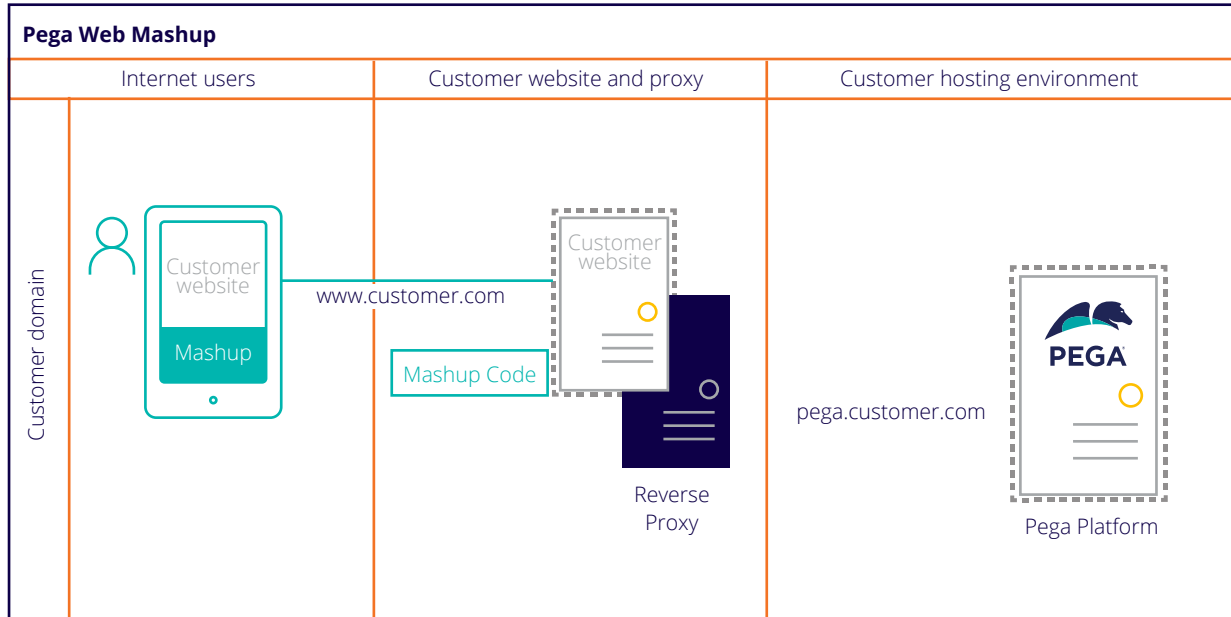 Pega Web Mashup
Internet users
Customer website and proxy
Customer hosting environment
Customer domain
Customer
website
Mashup
www.customer.com
Customer
website
Mashup Code
Reverse
Proxy
pega.customer.com
PEGA
Pega Platform